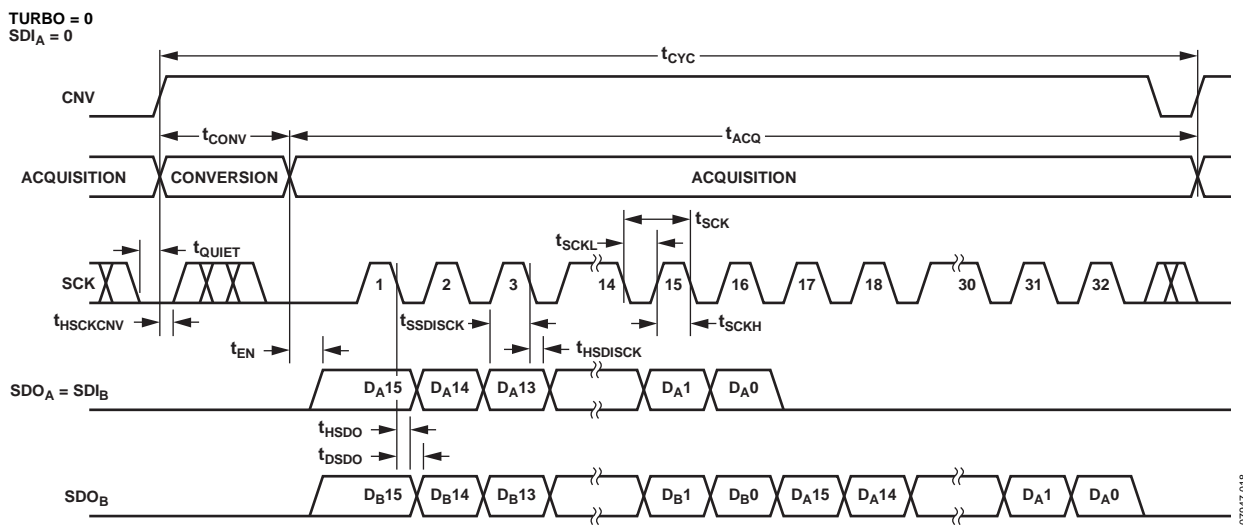 TURBO = 0
SDIA = 0
tCYC
CNV
tCONV
tACQ
ACQUISITION
CONVERSION
ACQUISITION
tSCK
tQUIET
tSCKL
SCK
1
2
3
14
15
16
17
18
30
31
32
tHSCKCNV
tSSDISCK
tSCKH
tEN
tHSDISCK
SDOA = SDIB
DA15
DA14
DA13
DA1
DA0
tHSDO
tDSDO
SDOB
DB15
DB14
DB13
DB1
DB0
DA15
DA14
DA1
DA0